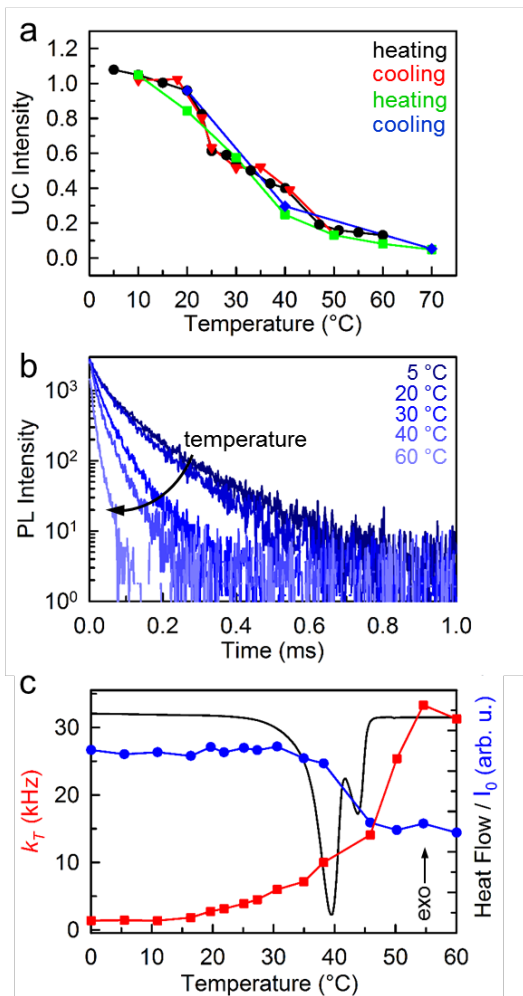 a
heating
cooling
heating
cooling
UC Intensity
1.2
1.0
0.8
0.6
0.4
0.2
0.0
0 10 20 30 40 50 60 70
Temperature (°C)
b
5 °C
20 °C
30 °C
40 °C
60 °C
temperature
PL Intensity
10³
10²
10¹
10⁰
0.0 0.2 0.4 0.6 0.8 1.0
Time (ms)
c
k_T (kHz)
30
20
10
0
exo
Heat Flow / I₀ (arb. u.)
0 10 20 30 40 50 60
Temperature (°C)